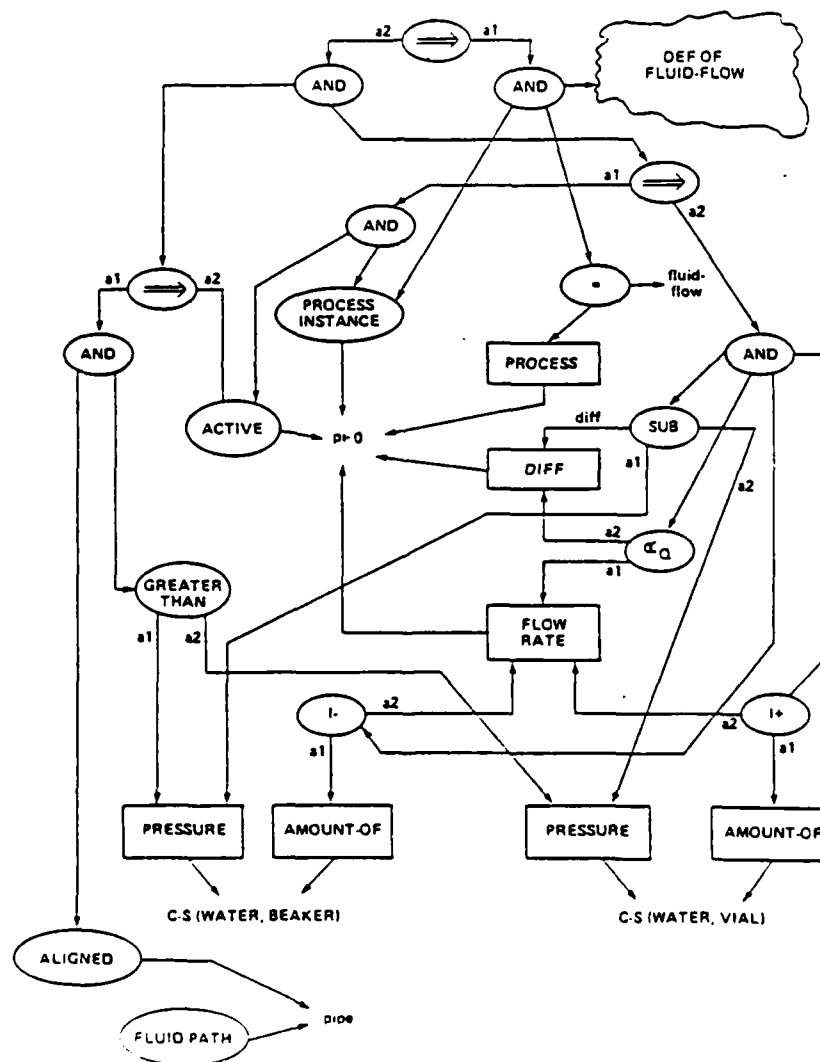 a2
a1
DEF OF
FLUID-FLOW
AND
AND
a1
a2
AND
fluid-
flow
a1
a2
PROCESS
INSTANCE
=
AND
PROCESS
AND
ACTIVE
diff
SUB
DIFF
a1
a2
a2
a1
GREATER
THAN
a1
a2
FLOW
RATE
I-
a2
a2
I+
a1
a1
PRESSURE
AMOUNT-OF
PRESSURE
AMOUNT-OF
C-S (WATER, BEAKER)
C-S (WATER, VIAL)
ALIGNED
pipe
FLUID PATH